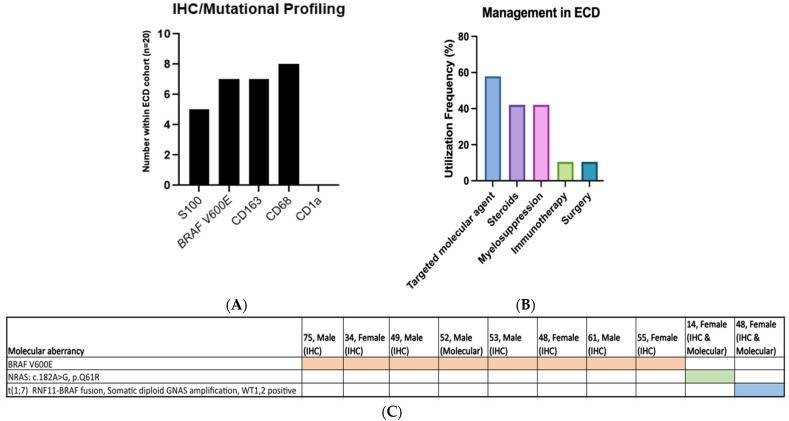 IHC/Mutational Profiling
Number within ECD cohort (n=20)
10
8
6
4
2
0
S100
BRAF V600E
CD163
CD68
CD1a
(A)
Management in ECD
Utilization Frequency (%)
80
60
40
20
0
Targeted molecular agent
Steroids
Myelosuppression
Immunotherapy
Surgery
(B)
Molecular aberrancy
75, Male (IHC)
34, Female (IHC)
49, Male (IHC)
52, Male (Molecular)
53, Male (IHC)
48, Female (IHC)
61, Male (IHC)
55, Female (IHC)
14, Female (IHC & Molecular)
48, Female (IHC & Molecular)
BRAF V600E
NRAS: c.182A>G, p.Q61R
t(1;7) RNF11-BRAF fusion, Somatic diploid GNAS amplification, WT1,2 positive
(C)